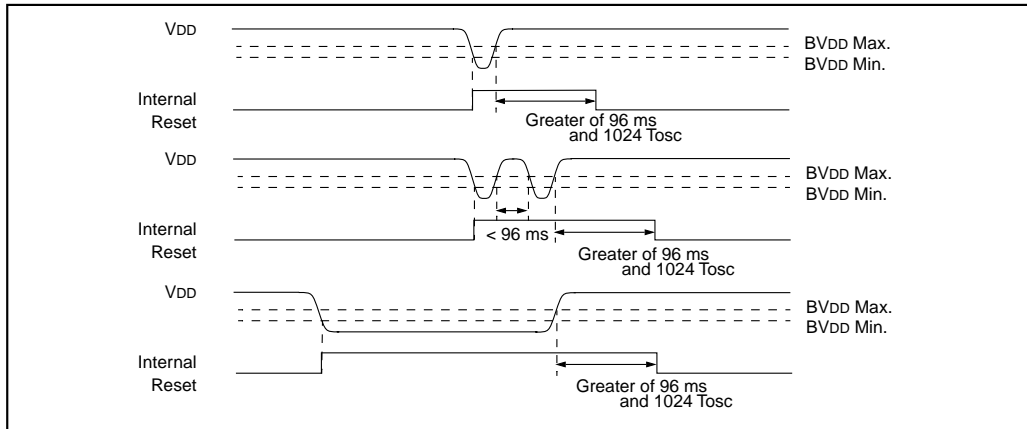 VDD
BVDD Max.
BVDD Min.
Internal
Reset
Greater of 96 ms
and 1024 Tosc
VDD
BVDD Max.
BVDD Min.
Internal
Reset
< 96 ms
Greater of 96 ms
and 1024 Tosc
VDD
BVDD Max.
BVDD Min.
Internal
Reset
Greater of 96 ms
and 1024 Tosc